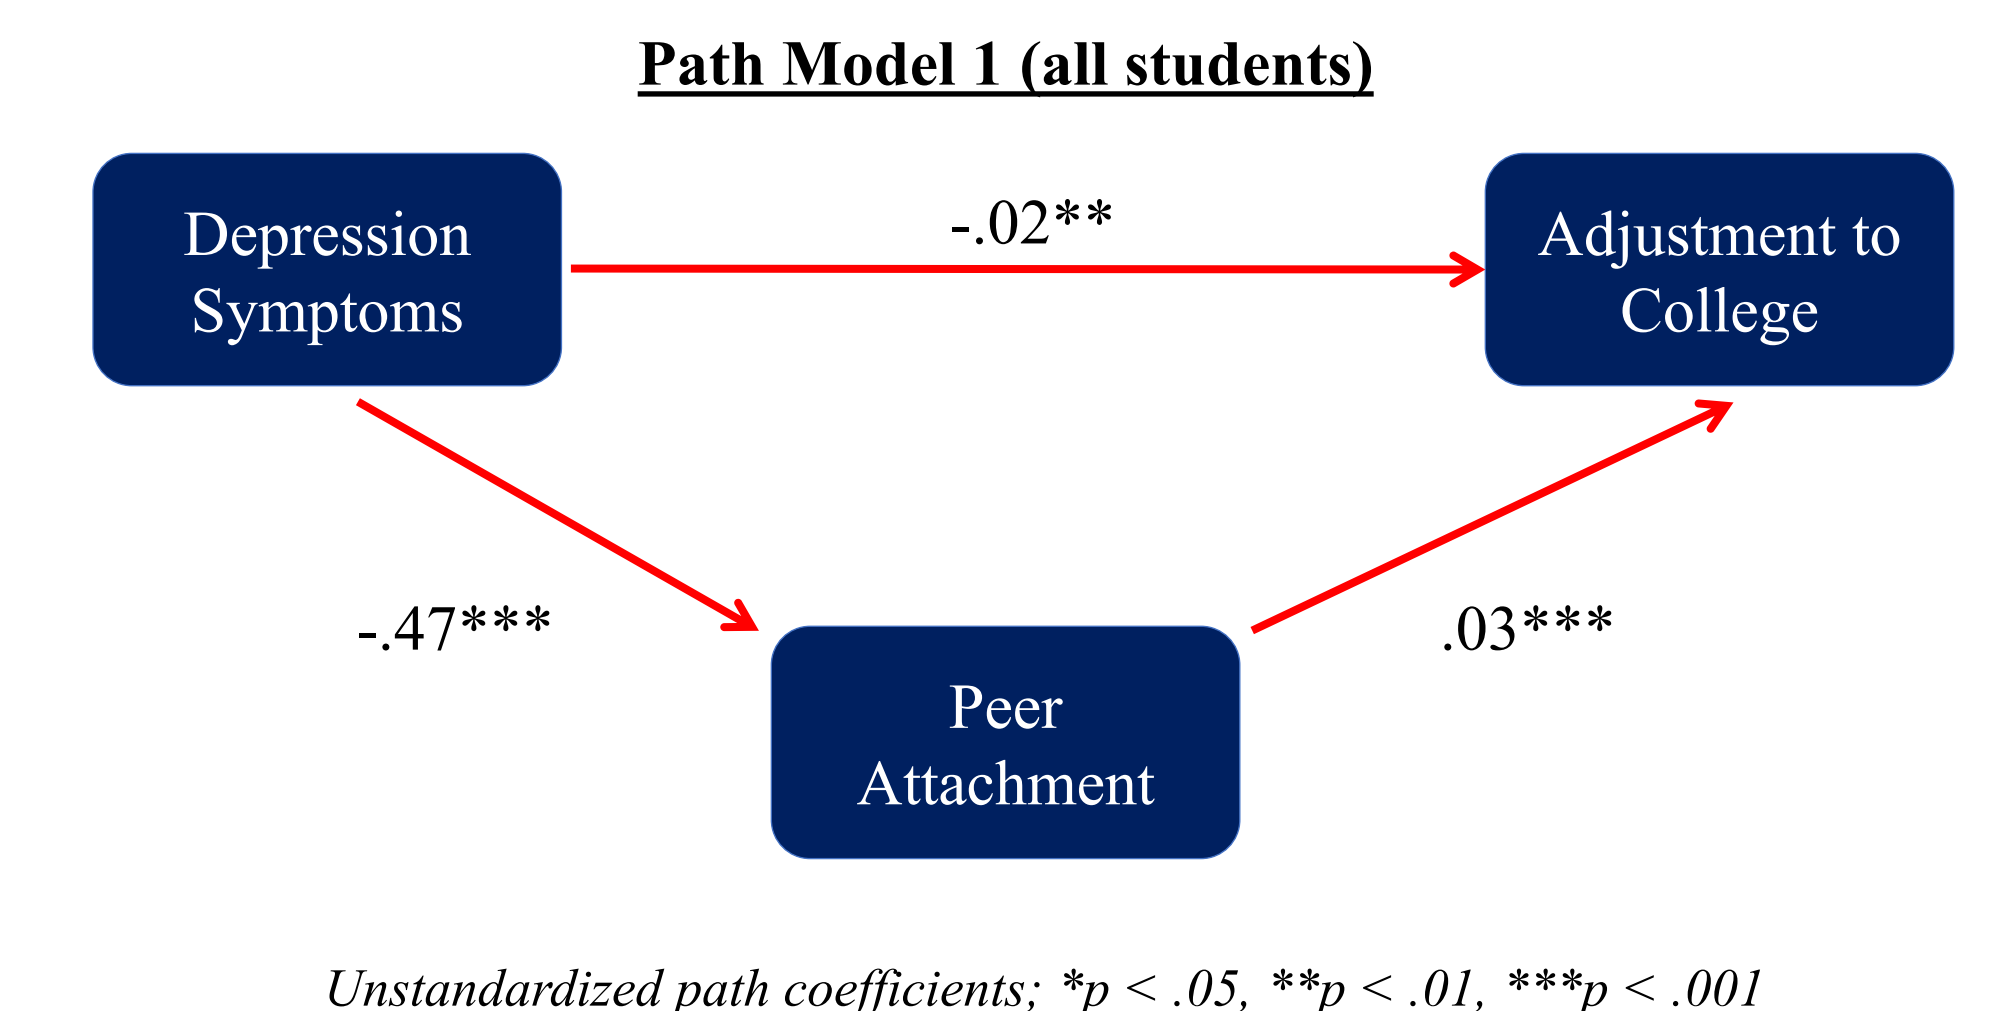 Path Model 1 (all students)
Depression
Symptoms
-.02**
Adjustment to
College
-.47***
.03***
Peer
Attachment
Unstandardized path coefficients; *p < .05, **p < .01, ***p < .001